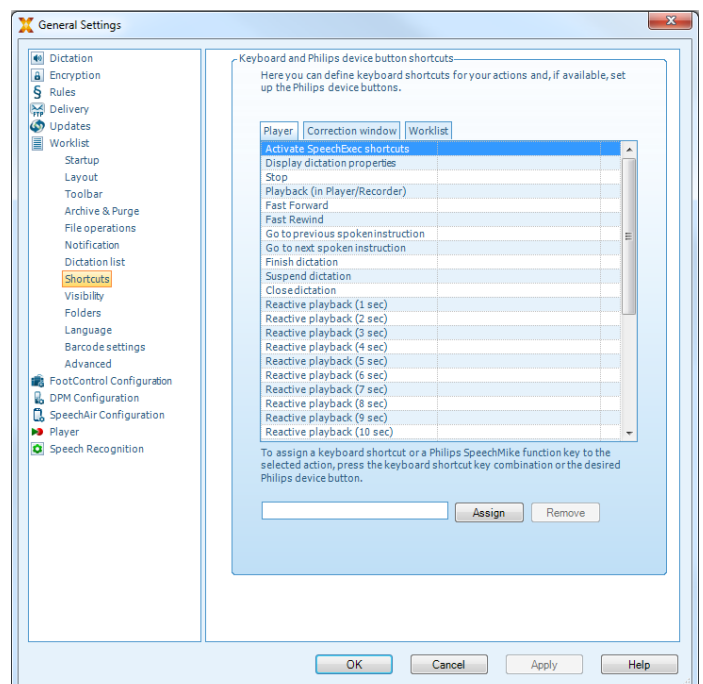 General Settings
Dictation
Encryption
§ Rules
Delivery
Updates
Worklist
Startup
Layout
Toolbar
Archive & Purge
File operations
Notification
Dictation list
Shortcuts
Visibility
Folders
Language
Barcode settings
Advanced
FootControl Configuration
DPM Configuration
SpeechAir Configuration
Player
Speech Recognition
Keyboard and Philips device button shortcuts
Here you can define keyboard shortcuts for your actions and, if available, set
up the Philips device buttons.
Player Correction window Worklist
Activate SpeechExec shortcuts
Display dictation properties
Stop
Playback (in Player/Recorder)
Fast Forward
Fast Rewind
Go to previous spoken instruction
Go to next spoken instruction
Finish dictation
Suspend dictation
Close dictation
Reactive playback (1 sec)
Reactive playback (2 sec)
Reactive playback (3 sec)
Reactive playback (4 sec)
Reactive playback (5 sec)
Reactive playback (6 sec)
Reactive playback (7 sec)
Reactive playback (8 sec)
Reactive playback (9 sec)
Reactive playback (10 sec)
To assign a keyboard shortcut or a Philips SpeechMike function key to the
selected action, press the keyboard shortcut key combination or the desired
Philips device button.
Assign Remove
OK Cancel Apply Help